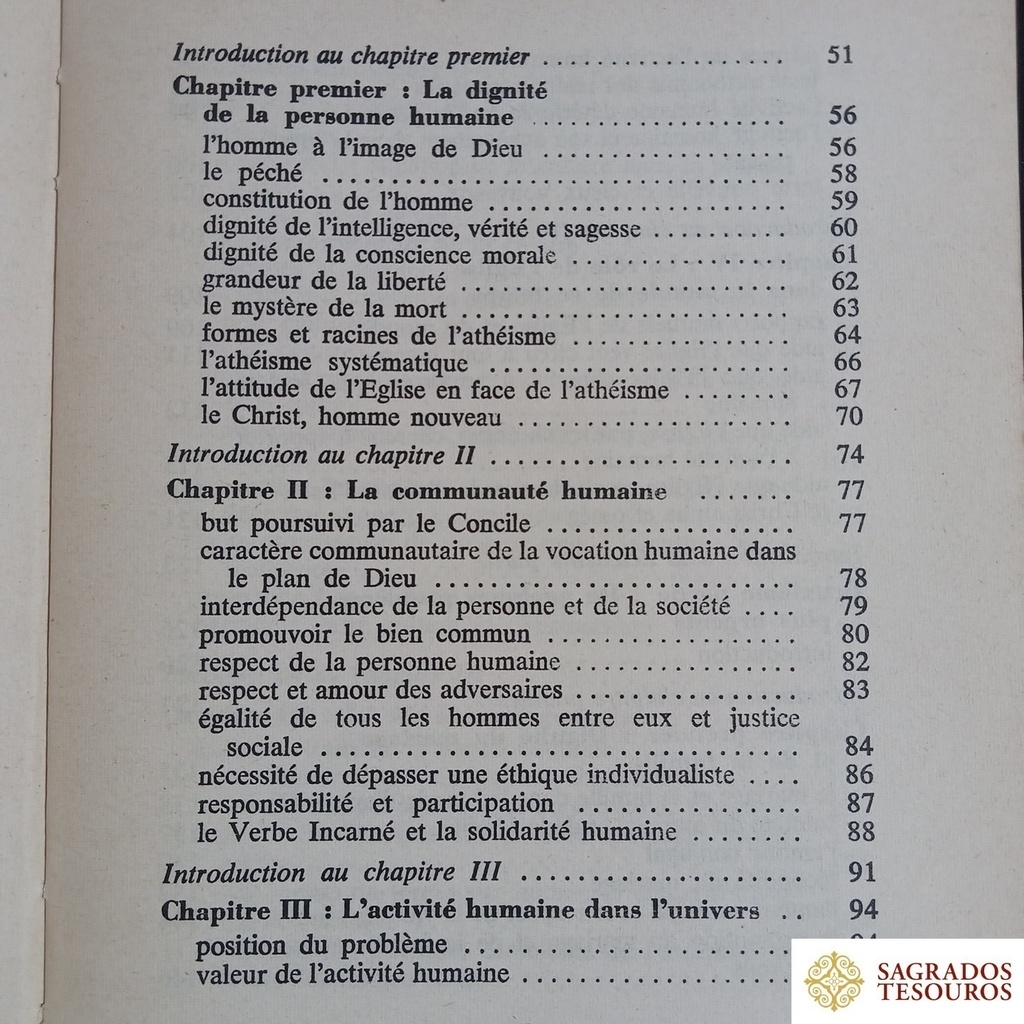 Introduction au chapitre premier .................. 51
Chapitre premier : La dignité
de la personne humaine ................... 56
l'homme à l'image de Dieu .................. 56
le péché ................................. 58
constitution de l'homme ...................... 59
dignité de l'intelligence, vérité et sagesse .......... 60
dignité de la conscience morale ................ 61
grandeur de la liberté ........................ 62
le mystère de la mort ........................ 63
formes et racines de l'athéisme ................ 64
l'athéisme systématique ...................... 66
l'attitude de l'Eglise en face de l'athéisme ........ 67
le Christ, homme nouveau .................... 70
Introduction au chapitre II ...................... 74
Chapitre II : La communauté humaine ....... 77
but poursuivi par le Concile .................. 77
caractère communautaire de la vocation humaine dans
le plan de Dieu .......................... 78
interdépendance de la personne et de la société .... 79
promouvoir le bien commun .................. 80
respect de la personne humaine ................ 82
respect et amour des adversaires ................ 83
égalité de tous les hommes entre eux et justice
sociale .................................. 84
nécessité de dépasser une éthique individualiste .... 86
responsabilité et participation ................ 87
le Verbe Incarné et la solidarité humaine ........ 88
Introduction au chapitre III .................... 91
Chapitre III : L'activité humaine dans l'univers .. 94
position du problème ........................
valeur de l'activité humaine ....................
SAGRADOS
TESOUROS